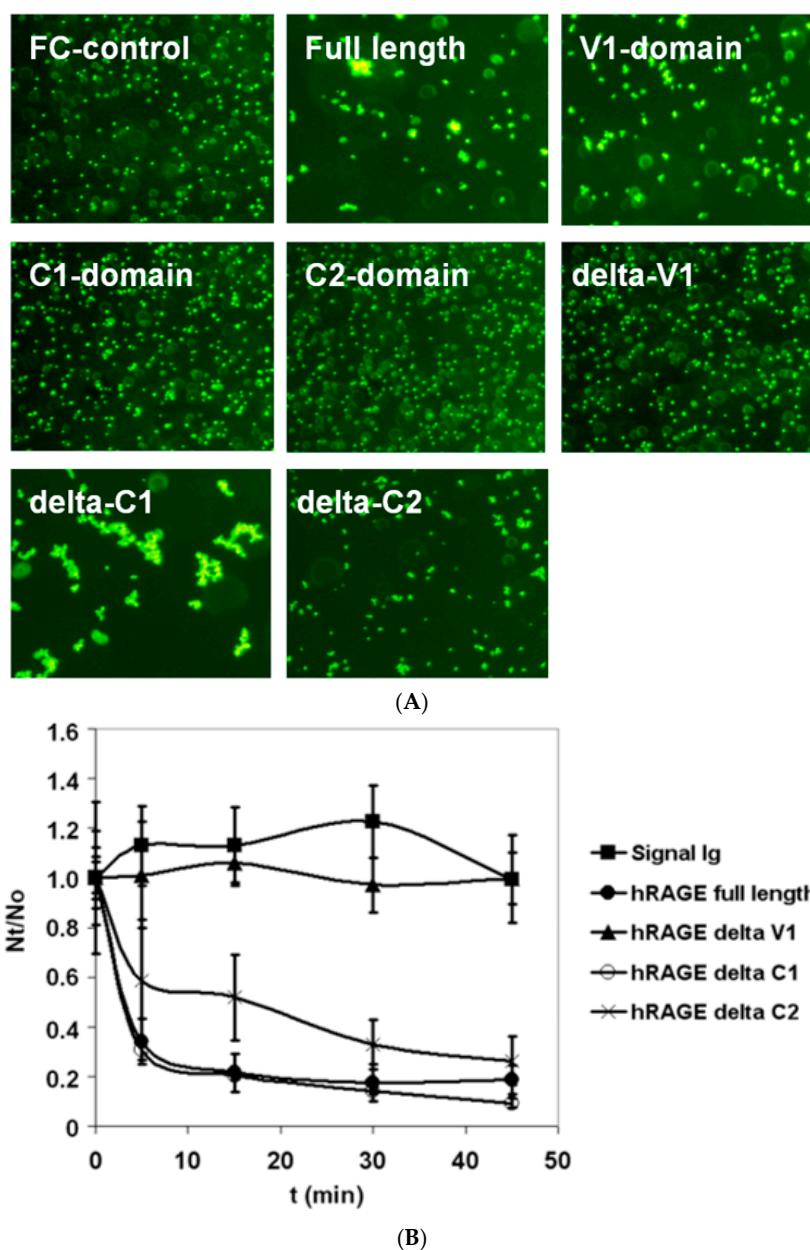 FC-control
Full length
V1-domain
C1-domain
C2-domain
delta-V1
delta-C1
delta-C2
(A)
1.6
1.4
1.2
1.0
0.8
0.6
0.4
0.2
0
Nt/No
0 10 20 30 40 50
t (min)
Signal Ig
hRAGE full length
hRAGE delta V1
hRAGE delta C1
hRAGE delta C2
(B)